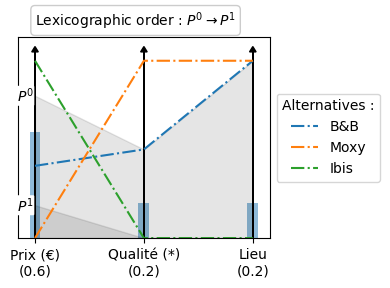 Lexicographic order : P⁰→P¹
P⁰
P¹
Alternatives :
B&B
Moxy
Ibis
Prix (€) Qualité (*) Lieu
(0.6) (0.2) (0.2)